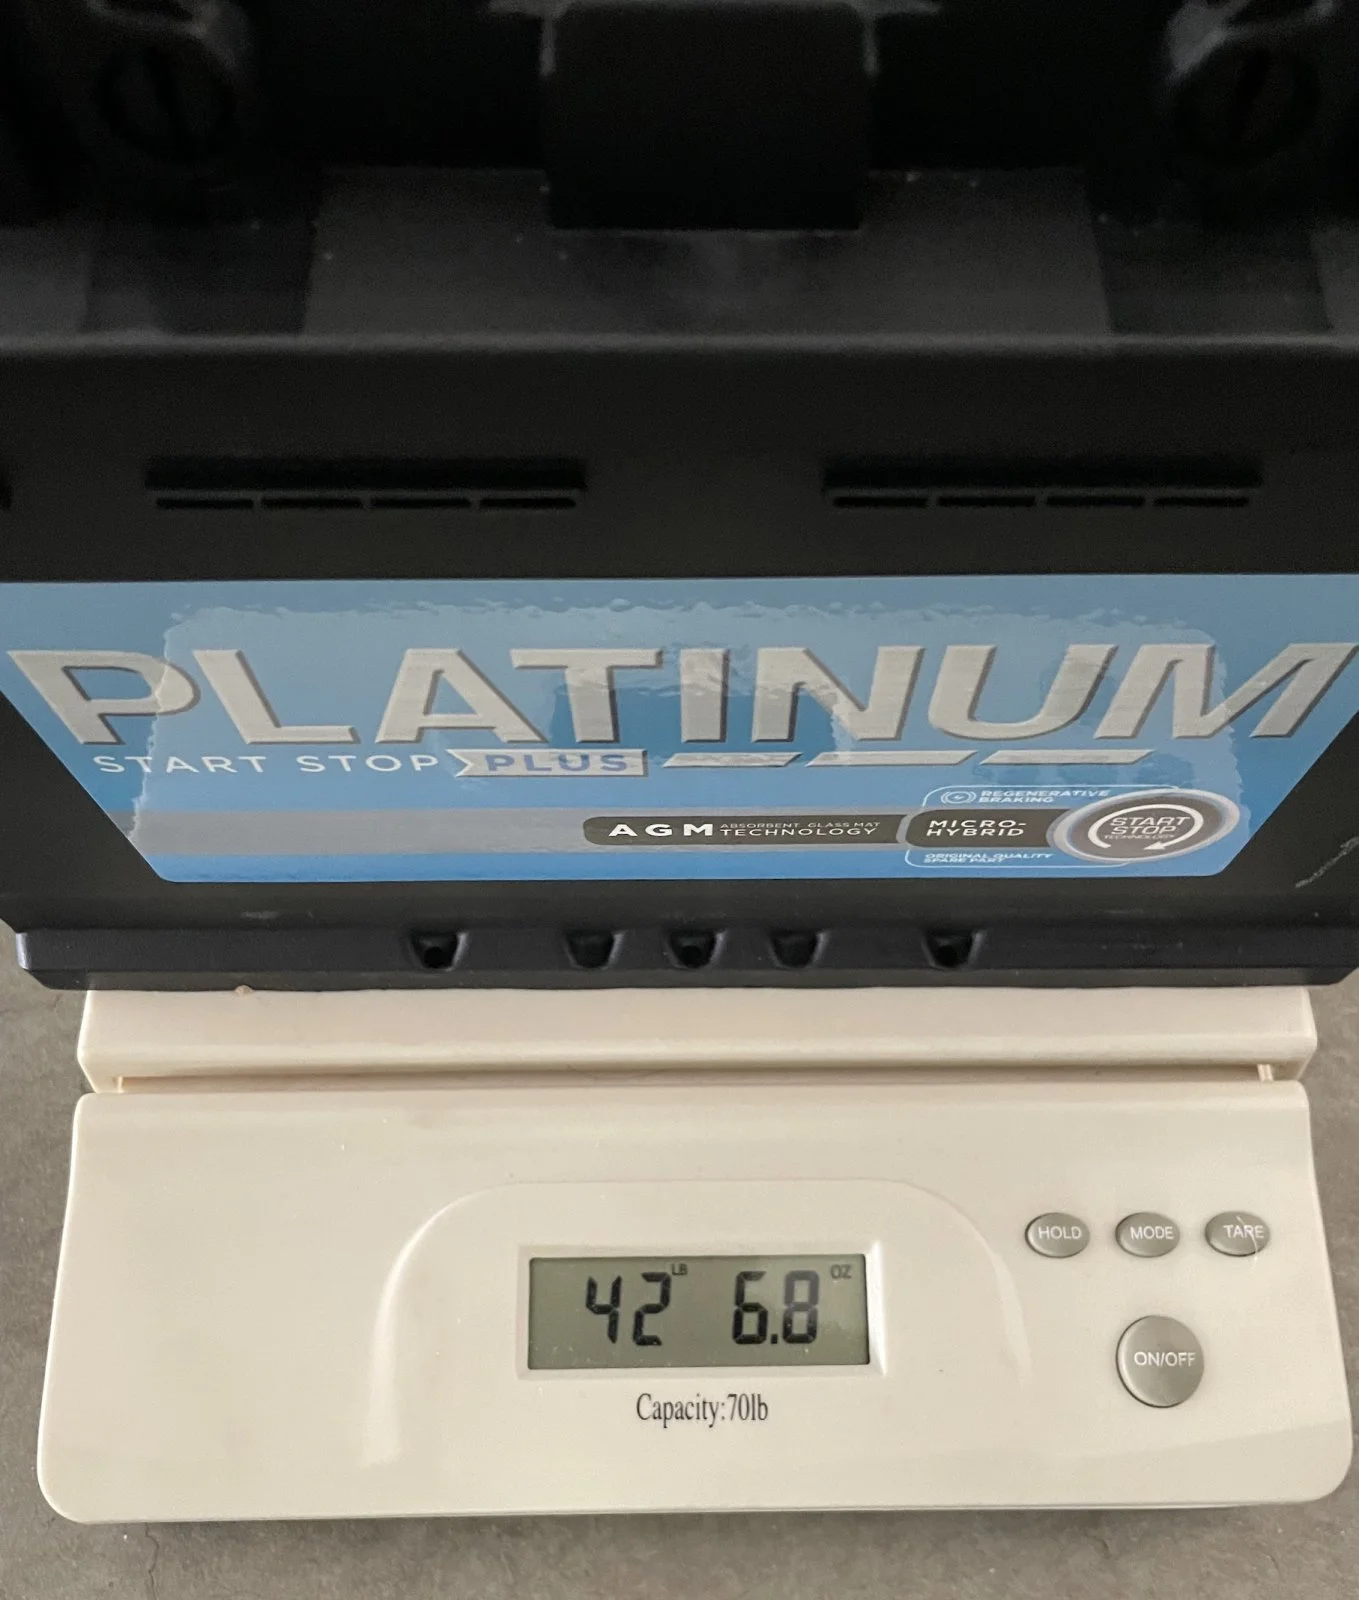 PLATINUM
START STOP PLUS
REGENERATIVE
BRAKING
AGM ABSORBENT GLASS MAT
TECHNOLOGY
MICRO-
HYBRID
START
STOP
TECHNOLOGY
ORIGINAL QUALITY
SPARE PART
HOLD MODE TARE
42 LB 6.8 OZ
ON/OFF
Capacity:70lb